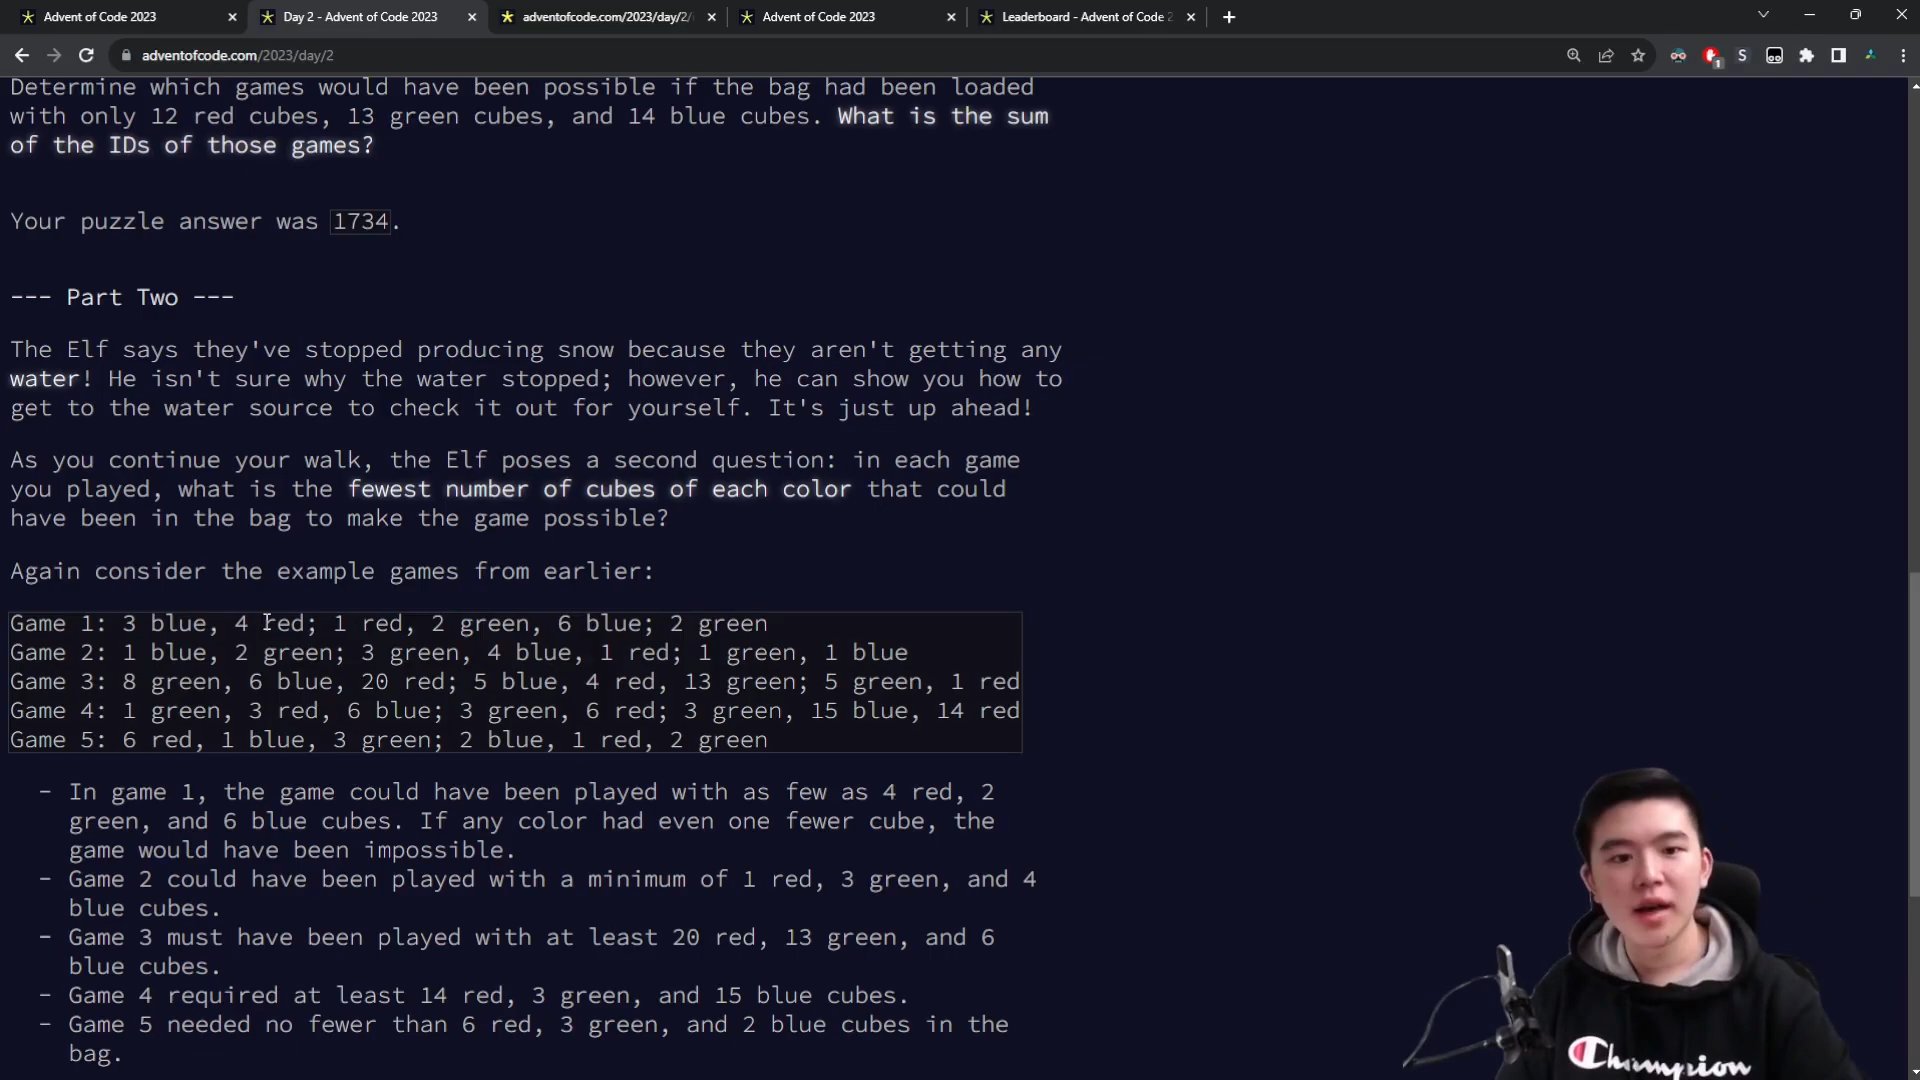 Advent of Code 2023
Day 2 - Advent of Code 2023
adventofcode.com/2023/day/2/
Advent of Code 2023
Leaderboard - Advent of Code 2
adventofcode.com/2023/day/2
1
S
Determine which games would have been possible if the bag had been loaded
with only 12 red cubes, 13 green cubes, and 14 blue cubes. What is the sum
of the IDs of those games?
Your puzzle answer was 1734.
--- Part Two ---
The Elf says they've stopped producing snow because they aren't getting any
water! He isn't sure why the water stopped; however, he can show you how to
get to the water source to check it out for yourself. It's just up ahead!
As you continue your walk, the Elf poses a second question: in each game
you played, what is the fewest number of cubes of each color that could
have been in the bag to make the game possible?
Again consider the example games from earlier:
Game 1: 3 blue, 4 red; 1 red, 2 green, 6 blue; 2 green
Game 2: 1 blue, 2 green; 3 green, 4 blue, 1 red; 1 green, 1 blue
Game 3: 8 green, 6 blue, 20 red; 5 blue, 4 red, 13 green; 5 green, 1 red
Game 4: 1 green, 3 red, 6 blue; 3 green, 6 red; 3 green, 15 blue, 14 red
Game 5: 6 red, 1 blue, 3 green; 2 blue, 1 red, 2 green
- In game 1, the game could have been played with as few as 4 red, 2
green, and 6 blue cubes. If any color had even one fewer cube, the
game would have been impossible.
- Game 2 could have been played with a minimum of 1 red, 3 green, and 4
blue cubes.
- Game 3 must have been played with at least 20 red, 13 green, and 6
blue cubes.
- Game 4 required at least 14 red, 3 green, and 15 blue cubes.
- Game 5 needed no fewer than 6 red, 3 green, and 2 blue cubes in the
bag.
Champion